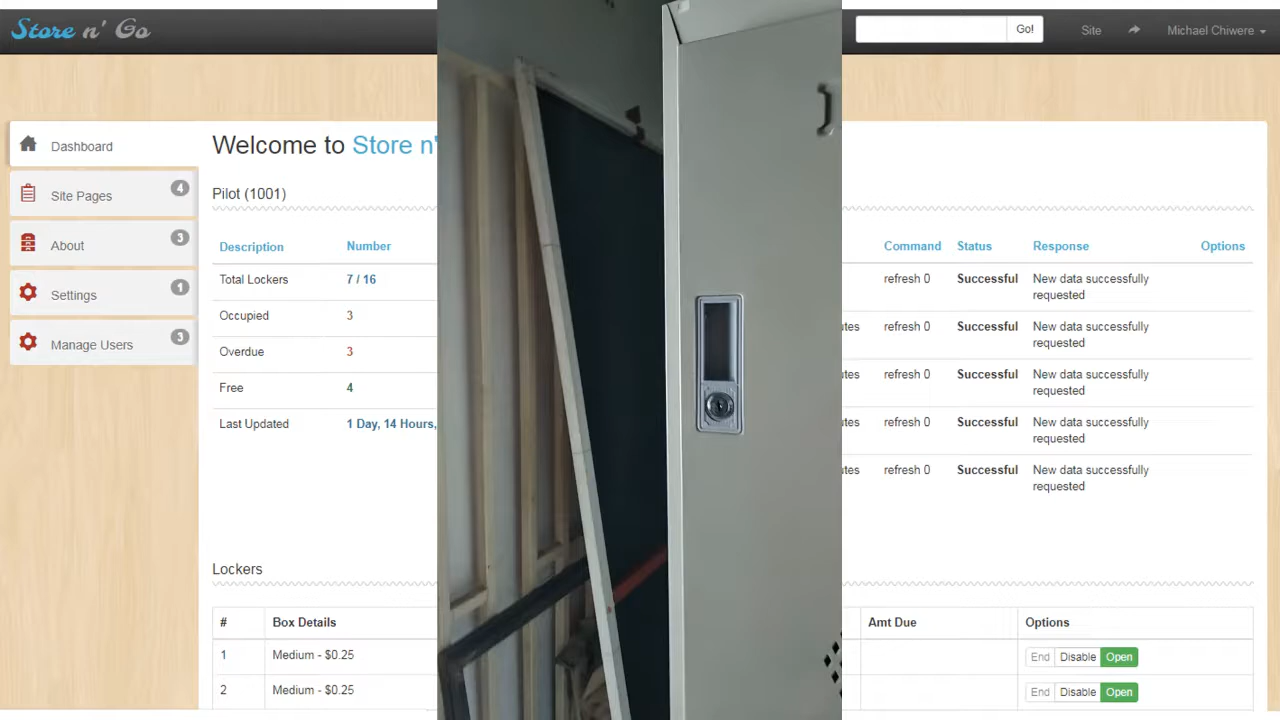 Store n' Go
Go!
Site
Michael Chiwere
Dashboard
Site Pages 4
About 3
Settings 1
Manage Users 3
Welcome to Store n'
Pilot (1001)
Description Number
Total Lockers 7 / 16
Occupied 3
Overdue 3
Free 4
Last Updated 1 Day, 14 Hours,
Command Status Response Options
refresh 0 Successful New data successfully
requested
utes refresh 0 Successful New data successfully
requested
utes refresh 0 Successful New data successfully
requested
utes refresh 0 Successful New data successfully
requested
utes refresh 0 Successful New data successfully
requested
Lockers
# Box Details Amt Due Options
1 Medium - $0.25 End Disable Open
2 Medium - $0.25 End Disable Open